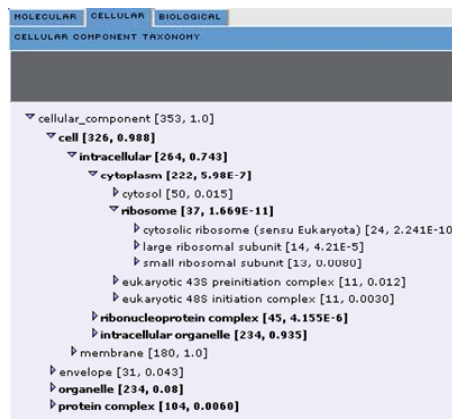 MOLECULAR CELLULAR BIOLOGICAL
CELLULAR COMPONENT TAXONOMY
cellular_component [353, 1.0]
cell [326, 0.988]
intracellular [264, 0.743]
cytoplasm [222, 5.98E-7]
cytosol [50, 0.015]
ribosome [37, 1.669E-11]
cytosolic ribosome (sensu Eukaryota) [24, 2.241E-10
large ribosomal subunit [14, 4.21E-5]
small ribosomal subunit [13, 0.0080]
eukaryotic 43S preinitiation complex [11, 0.012]
eukaryotic 48S initiation complex [11, 0.0030]
ribonucleoprotein complex [45, 4.155E-6]
intracellular organelle [234, 0.935]
membrane [180, 1.0]
envelope [31, 0.043]
organelle [234, 0.08]
protein complex [104, 0.0060]